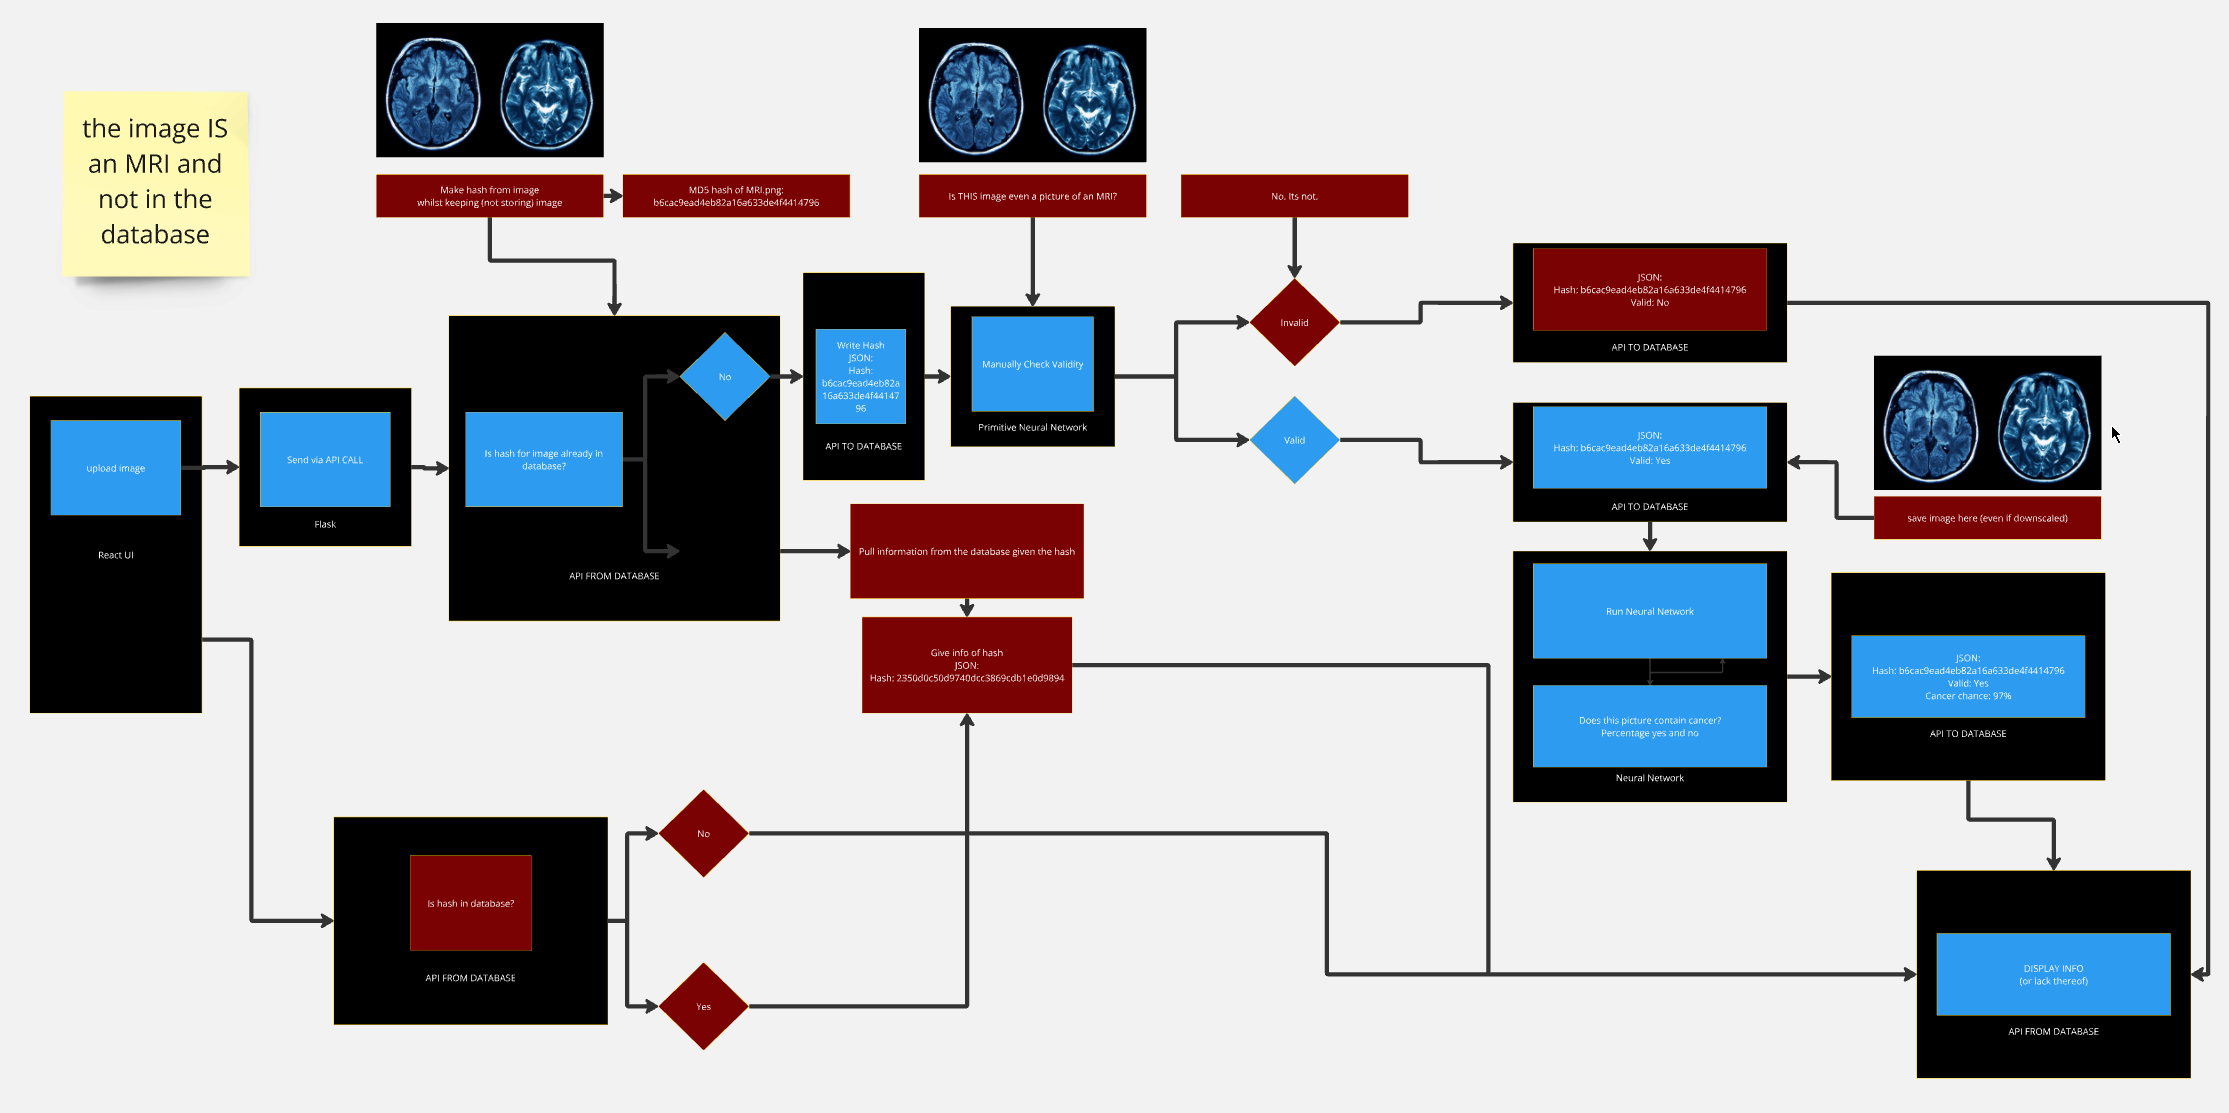 the image IS
an MRI and
not in the
database
Make hash from image
whilst keeping (not storing) image
MD5 hash of MRI.png:
b6cac9ead4eb82a16a633de4f4414796
Is THIS image even a picture of an MRI?
No. Its not.
upload image
React UI
Send via API CALL
Flask
Is hash for image already in
database?
No
API FROM DATABASE
Write Hash
JSON:
Hash:
b6cac9ead4eb82a
16a633de4f44147
96
API TO DATABASE
Manually Check Validity
Primitive Neural Network
Invalid
Valid
JSON:
Hash: b6cac9ead4eb82a16a633de4f4414796
Valid: No
API TO DATABASE
JSON:
Hash: b6cac9ead4eb82a16a633de4f4414796
Valid: Yes
API TO DATABASE
save image here (even if downscaled)
Pull information from the database given the hash
Give info of hash
JSON:
Hash: 2350d0c50d9740dcc3869cdb1e0d9894
Run Neural Network
Does this picture contain cancer?
Percentage yes and no
Neural Network
JSON:
Hash: b6cac9ead4eb82a16a633de4f4414796
Valid: Yes
Cancer chance: 97%
API TO DATABASE
Is hash in database?
API FROM DATABASE
No
Yes
DISPLAY INFO
(or lack thereof)
API FROM DATABASE